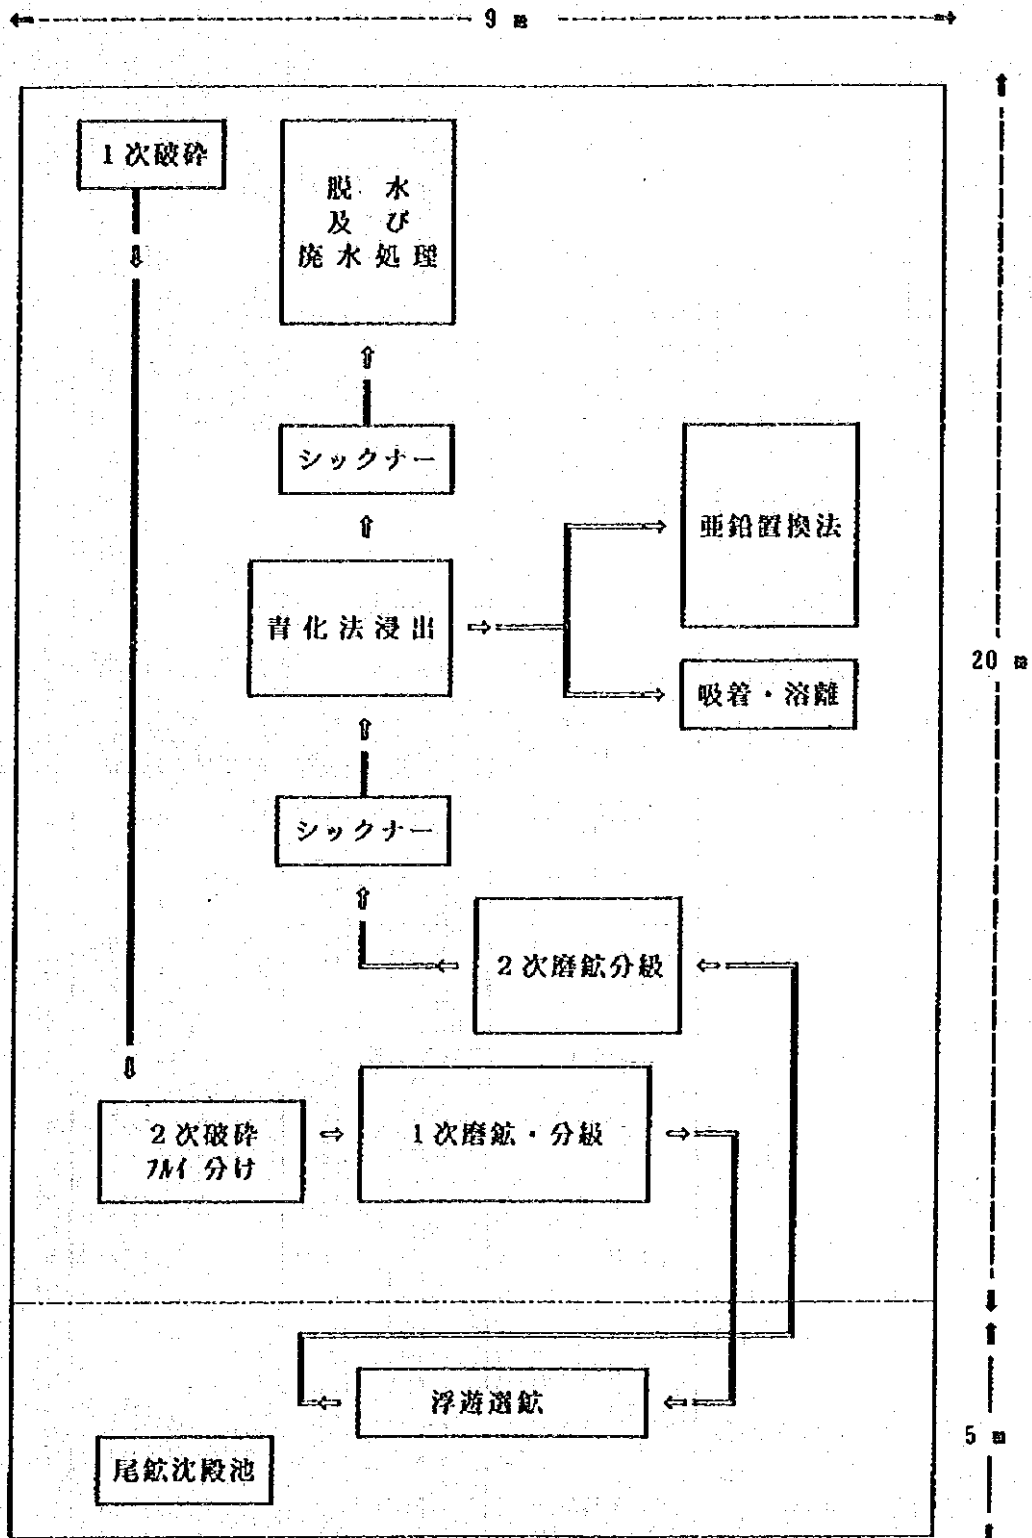 9 m
1次破砕
脱 水
及 び
廃 水 処 理
シックナー
亜鉛置換法
青 化 法 浸 出
20 m
吸着・溶離
シックナー
2次磨鉱分級
2次破砕
フルイ 分け
1次磨鉱・分級
浮遊選鉱
5 m
尾鉱沈殿池